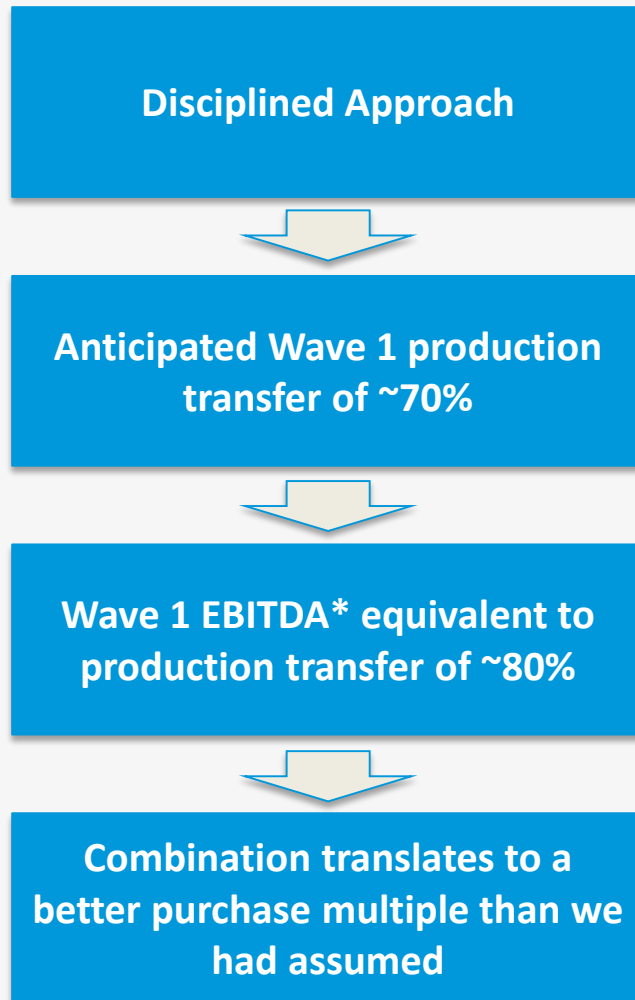 Disciplined Approach
Anticipated Wave 1 production
transfer of ~70%
Wave 1 EBITDA* equivalent to
production transfer of ~80%
Combination translates to a
better purchase multiple than we
had assumed